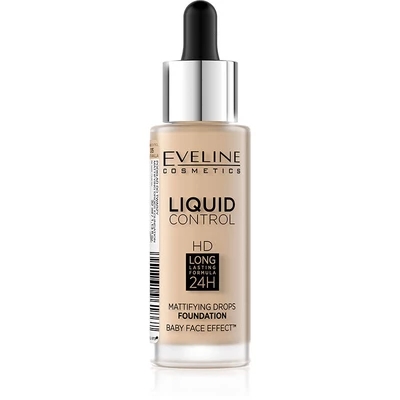 EVELINE
COSMETICS
LIQUID
CONTROL
HD
LONG
LASTING
FORMULA
24H
MATTIFYING DROPS
FOUNDATION
BABY FACE EFFECT™